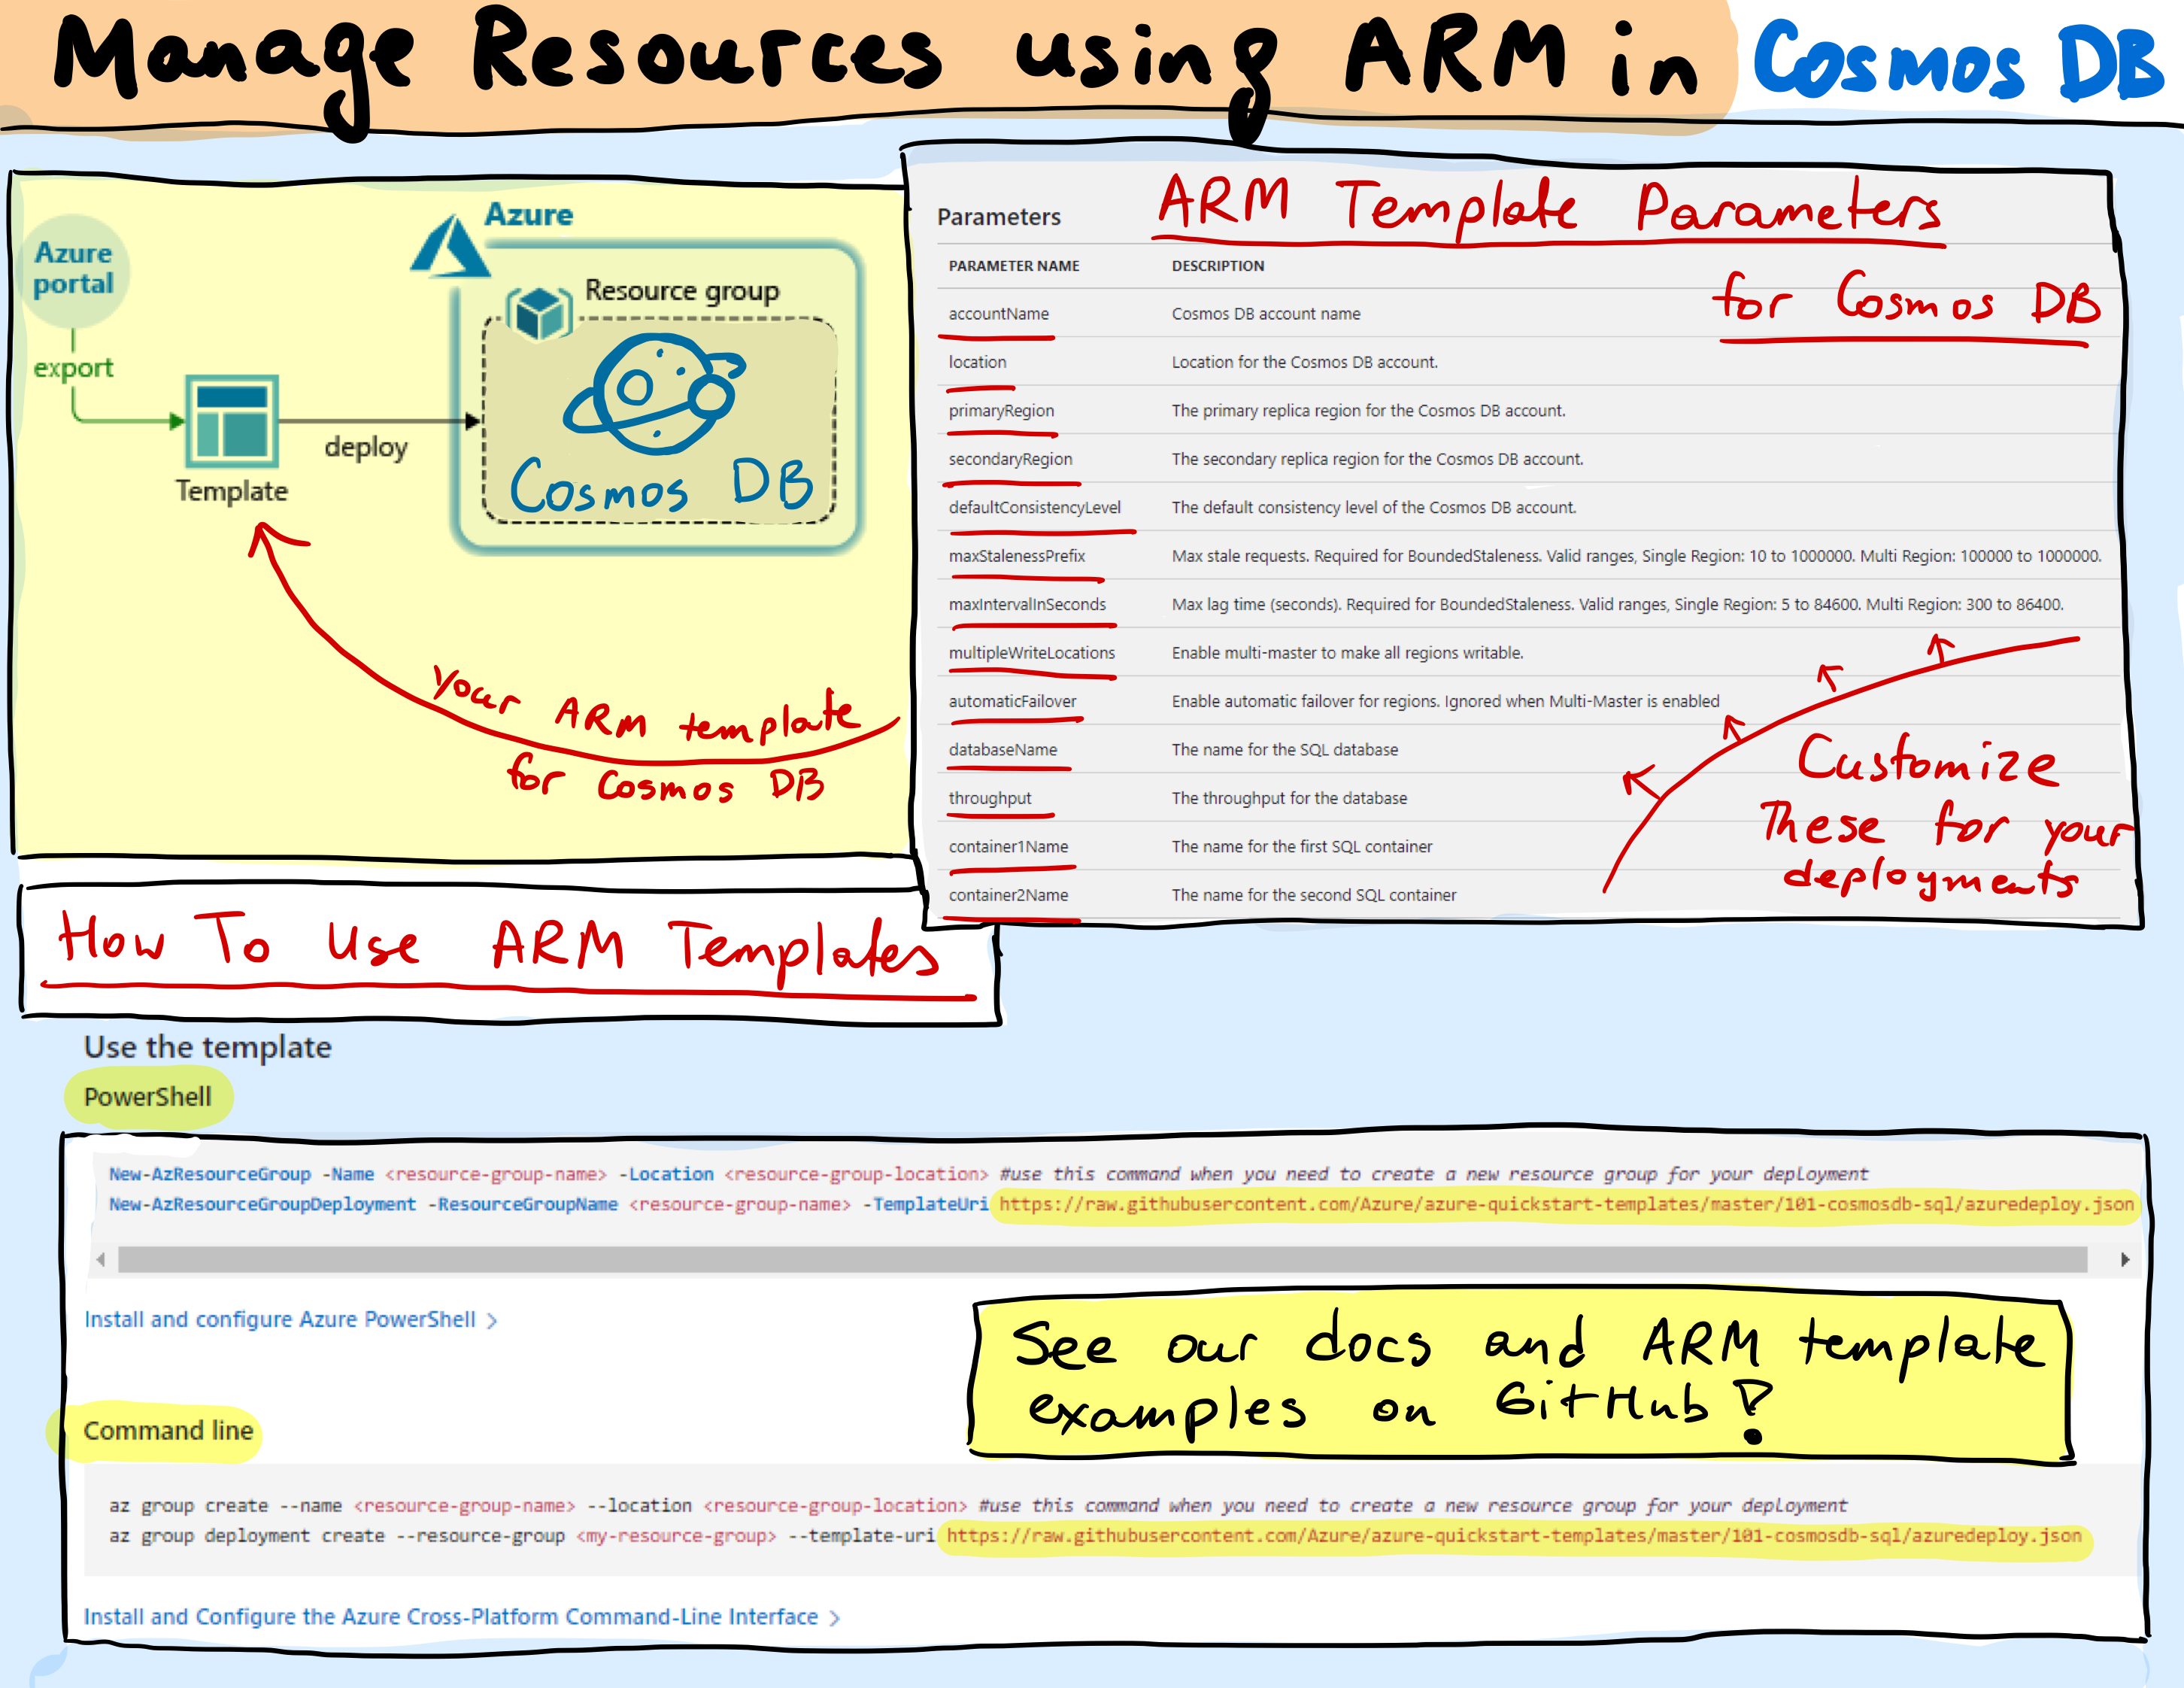 Manage Resources using ARM in Cosmos DB
Azure
portal
export
Template
deploy
Azure
Resource group
Cosmos DB
your ARM template
for Cosmos DB
Parameters
ARM Template Parameters
for Cosmos DB
PARAMETER NAME DESCRIPTION
accountName Cosmos DB account name
location Location for the Cosmos DB account.
primaryRegion The primary replica region for the Cosmos DB account.
secondaryRegion The secondary replica region for the Cosmos DB account.
defaultConsistencyLevel The default consistency level of the Cosmos DB account.
maxStalenessPrefix Max stale requests. Required for BoundedStaleness. Valid ranges, Single Region: 10 to 1000000. Multi Region: 100000 to 1000000.
maxIntervalInSeconds Max lag time (seconds). Required for BoundedStaleness. Valid ranges, Single Region: 5 to 84600. Multi Region: 300 to 86400.
multipleWriteLocations Enable multi-master to make all regions writable.
automaticFailover Enable automatic failover for regions. Ignored when Multi-Master is enabled
databaseName The name for the SQL database
throughput The throughput for the database
container1Name The name for the first SQL container
container2Name The name for the second SQL container
Customize
These for your
deployments
How To Use ARM Templates
Use the template
PowerShell
New-AzResourceGroup -Name <resource-group-name> -Location <resource-group-location> #use this command when you need to create a new resource group for your deployment
New-AzResourceGroupDeployment -ResourceGroupName <resource-group-name> -TemplateUri https://raw.githubusercontent.com/Azure/azure-quickstart-templates/master/101-cosmosdb-sql/azuredeploy.json
Install and configure Azure PowerShell >
See our docs and ARM template
examples on GitHub!
Command line
az group create --name <resource-group-name> --location <resource-group-location> #use this command when you need to create a new resource group for your deployment
az group deployment create --resource-group <my-resource-group> --template-uri https://raw.githubusercontent.com/Azure/azure-quickstart-templates/master/101-cosmosdb-sql/azuredeploy.json
Install and Configure the Azure Cross-Platform Command-Line Interface >